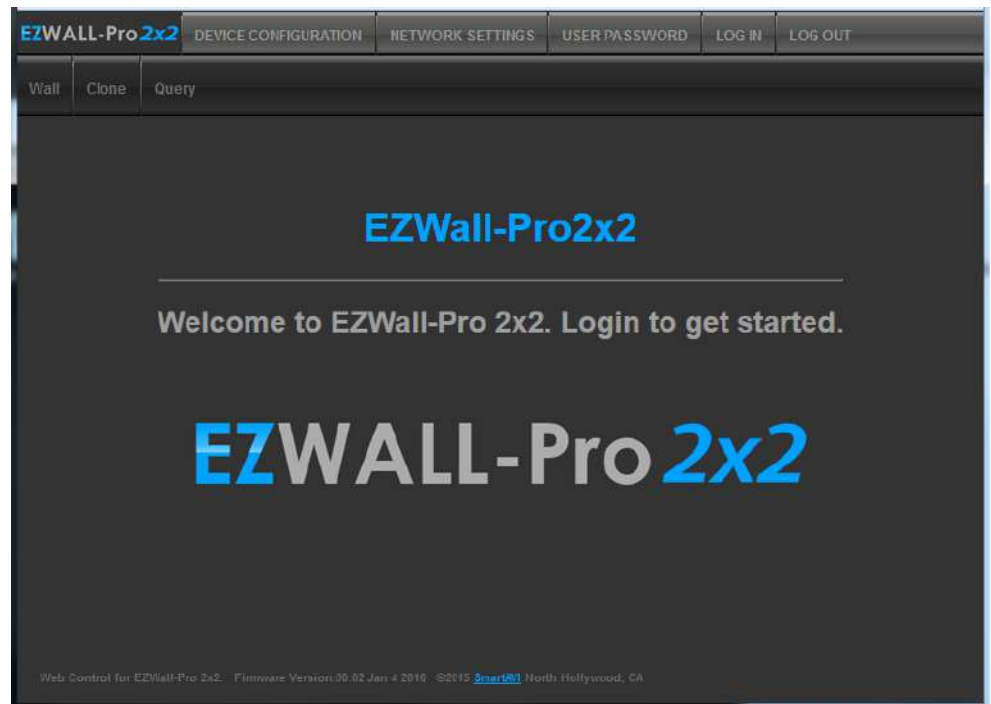 EZWALL-Pro 2x2 DEVICE CONFIGURATION NETWORK SETTINGS USER PASSWORD LOG IN LOG OUT
Wall Clone Query
EZWall-Pro2x2
Welcome to EZWall-Pro 2x2. Login to get started.
EZWALL-Pro 2x2
Web Control for EZWall-Pro 2x2. Firmware Version:00.02 Jan 4 2016 ©2015 SmartAVI North Hollywood, CA